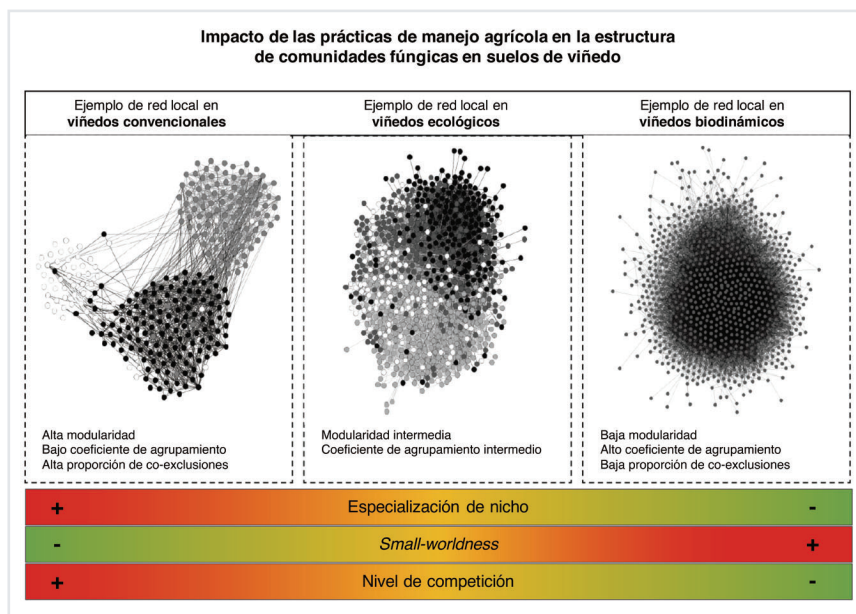 Impacto de las prácticas de manejo agrícola en la estructura
de comunidades fúngicas en suelos de viñedo
Ejemplo de red local en
viñedos convencionales
Ejemplo de red local en
viñedos ecológicos
Ejemplo de red local en
viñedos biodinámicos
Alta modularidad
Bajo coeficiente de agrupamiento
Alta proporción de co-exclusiones
Modularidad intermedia
Coeficiente de agrupamiento intermedio
Baja modularidad
Alto coeficiente de agrupamiento
Baja proporción de co-exclusiones
+ Especialización de nicho -
- Small-worldness +
+ Nivel de competición -